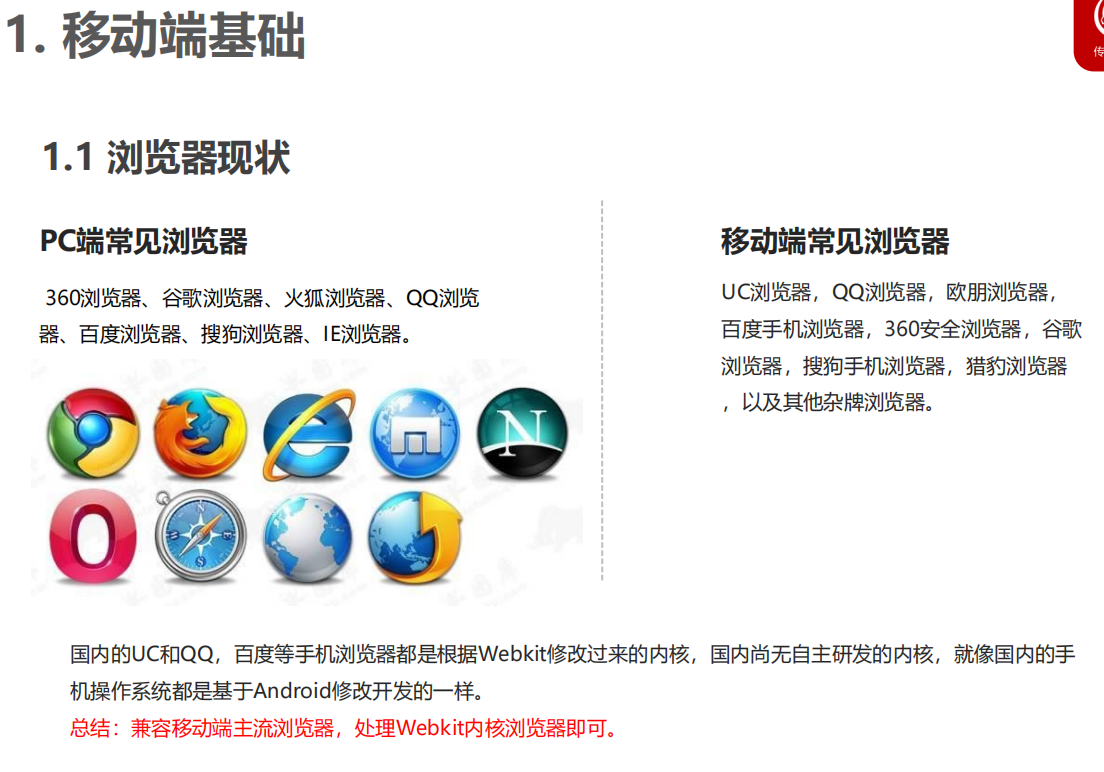 1. 移动端基础
传
1.1 浏览器现状
PC端常见浏览器
360浏览器、谷歌浏览器、火狐浏览器、QQ浏览
器、百度浏览器、搜狗浏览器、IE浏览器。
移动端常见浏览器
UC浏览器，QQ浏览器，欧朋浏览器，
百度手机浏览器，360安全浏览器，谷歌
浏览器，搜狗手机浏览器，猎豹浏览器
，以及其他杂牌浏览器。
N
国内的UC和QQ，百度等手机浏览器都是根据Webkit修改过来的内核，国内尚无自主研发的内核，就像国内的手
机操作系统都是基于Android修改开发的一样。
总结：兼容移动端主流浏览器，处理Webkit内核浏览器即可。